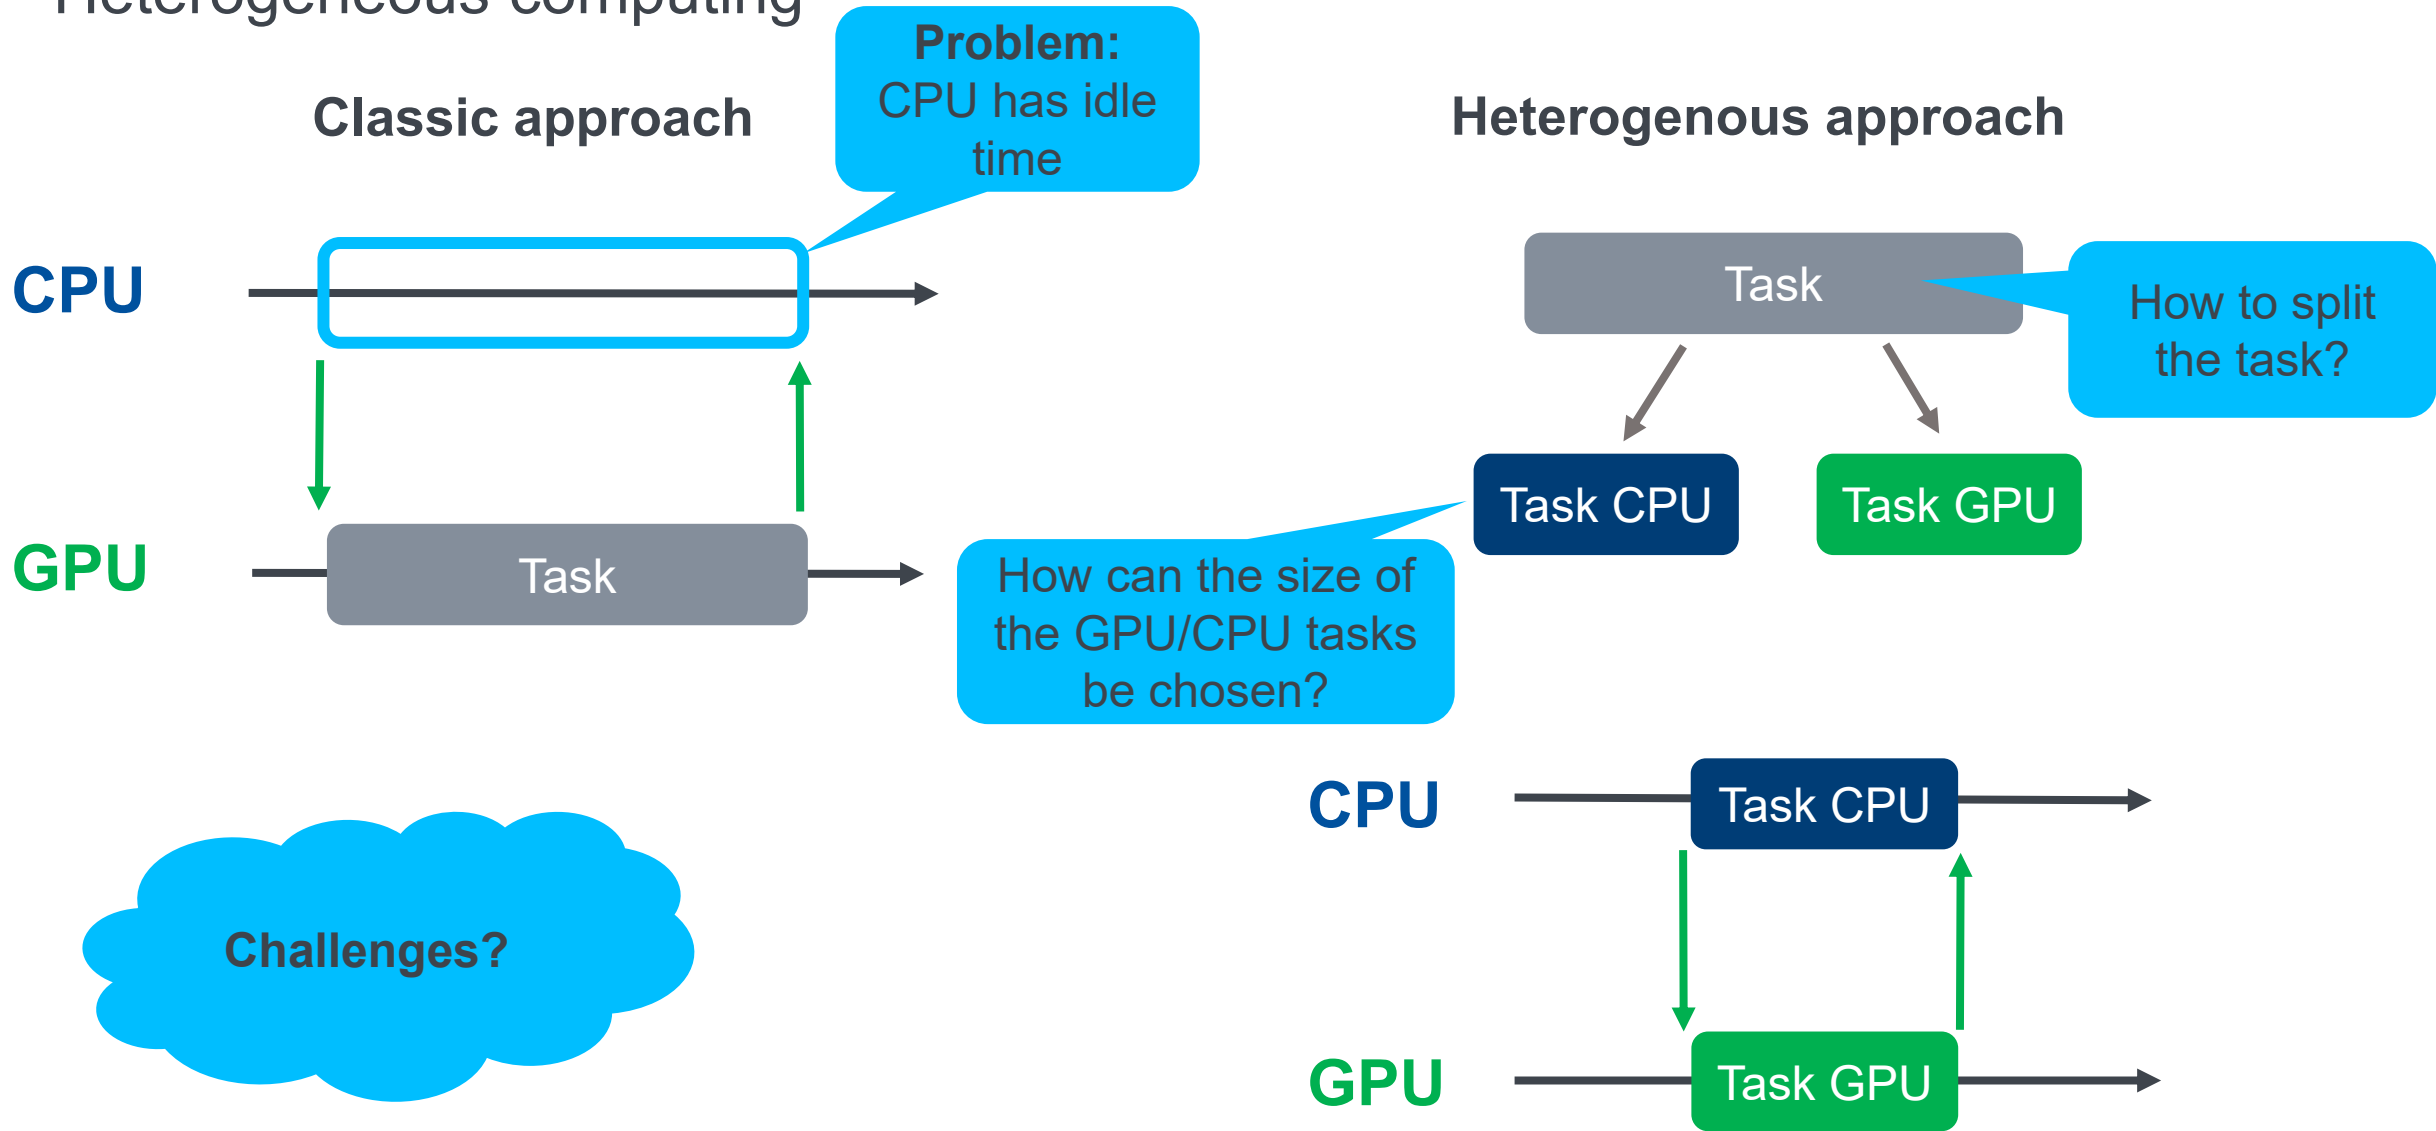 Heterogeneous computing
Problem:
CPU has idle
time
Classic approach
CPU
GPU
Task
Challenges?
Heterogenous approach
Task
How to split
the task?
Task CPU
Task GPU
How can the size of
the GPU/CPU tasks
be chosen?
CPU
Task CPU
GPU
Task GPU